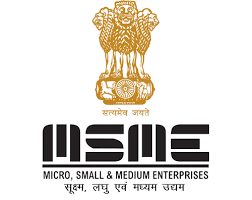 सत्यमेव जयते
MSME
MICRO, SMALL & MEDIUM ENTERPRISES
सूक्ष्म, लघु एवं मध्यम उद्यम